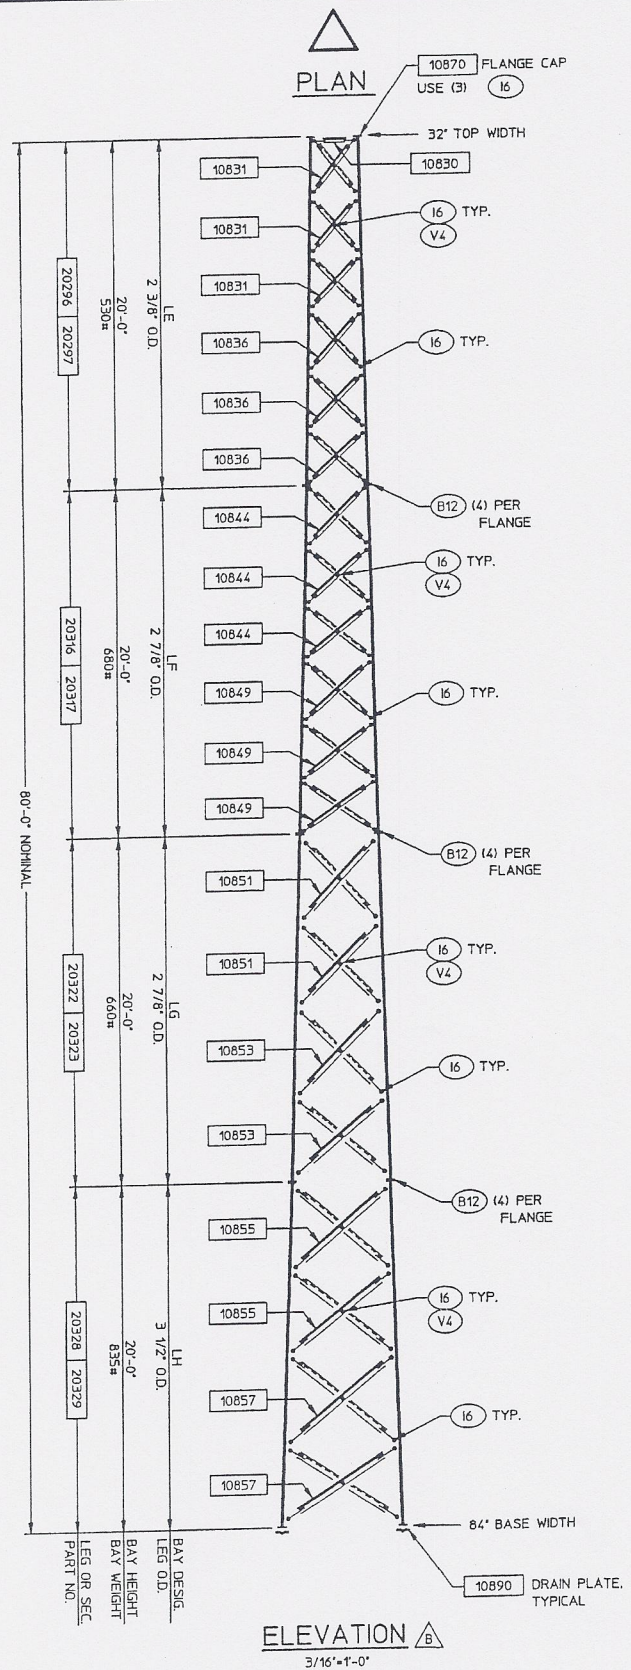 PLAN
10870 FLANGE CAP
USE (3) 16
32" TOP WIDTH
10830
10831
16 TYP.
V4
10831
10831
10836
16 TYP.
10836
10836
B12 (4) PER
FLANGE
10844
16 TYP.
V4
10844
10844
10849
16 TYP.
10849
10849
B12 (4) PER
FLANGE
10851
16 TYP.
V4
10851
10853
16 TYP.
10853
B12 (4) PER
FLANGE
10855
16 TYP.
V4
10855
10857
16 TYP.
10857
84" BASE WIDTH
10890 DRAIN PLATE,
TYPICAL
80'-0" NOMINAL
LE
2 3/8" O.D.
20'-0"
530#
20296 20297
LF
2 7/8" O.D.
20'-0"
680#
20316 20317
LG
2 7/8" O.D.
20'-0"
660#
20322 20323
LH
3 1/2" O.D.
20'-0"
835#
20328 20329
BAY DESIG.
LEG O.D.
BAY HEIGHT
BAY WEIGHT
LEG OR SEC.
PART NO.
ELEVATION B
3/16"=1'-0"